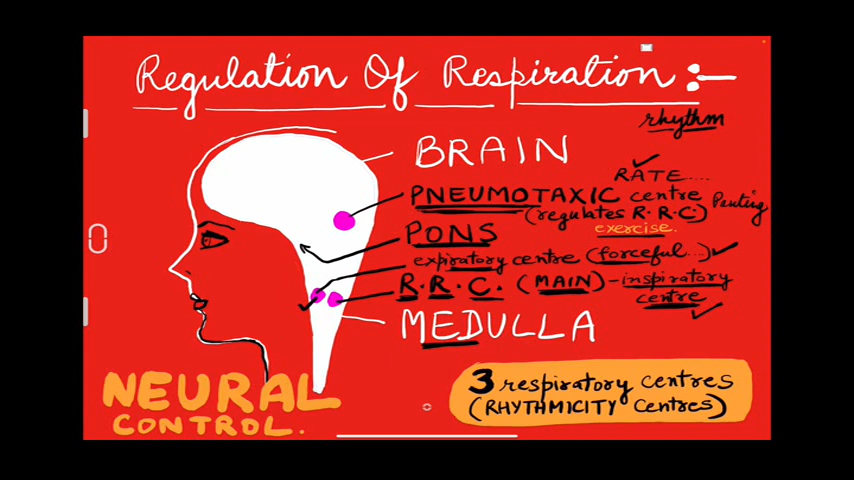 Regulation Of Respiration :-
rhythm
BRAIN
RATE....
PNEUMOTAXIC centre
Panting
(regulates R.R.C.)
exercise.
PONS
expiratory centre (forceful...)
R.R.C. (MAIN) - inspiratory
centre
MEDULLA
3 respiratory centres
(RHYTHMICITY Centres)
NEURAL
CONTROL.